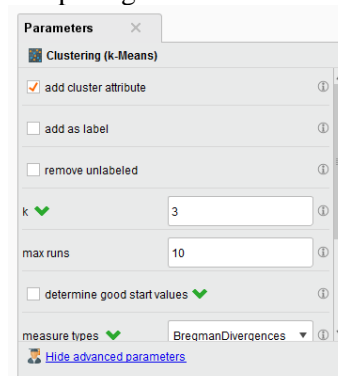 Parameters
Clustering (k-Means)
add cluster attribute
add as label
remove unlabeled
k 3
max runs 10
determine good start values
measure types BregmanDivergences
Hide advanced parameters